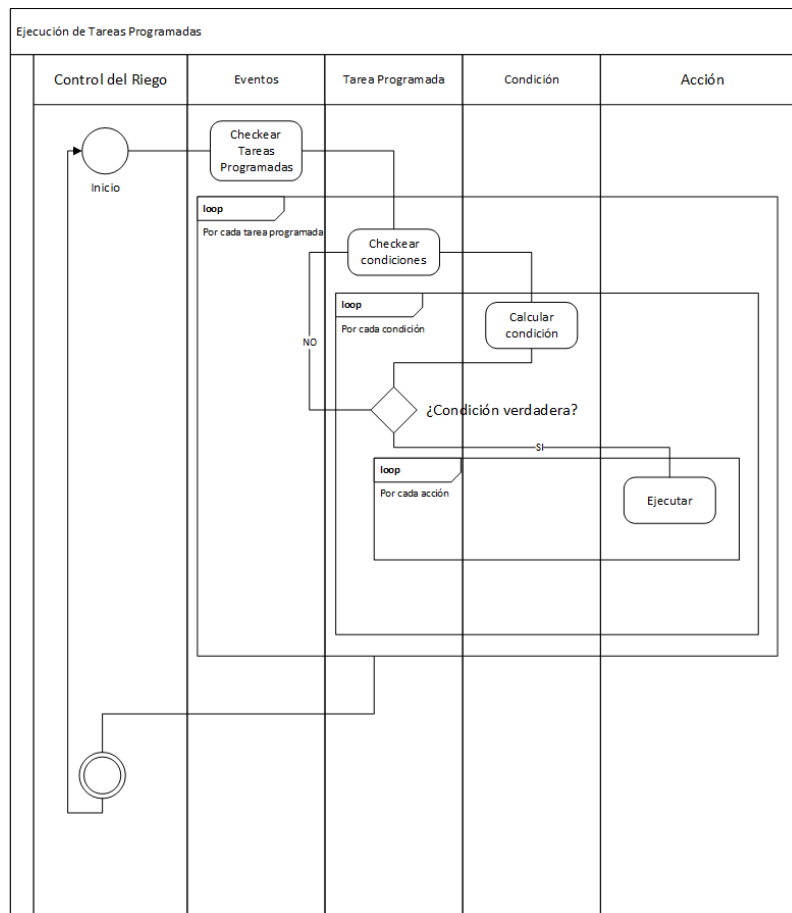 Ejecución de Tareas Programadas
Control del Riego
Eventos
Tarea Programada
Condición
Acción
Checkear
Tareas
Programadas
Inicio
loop
Por cada tarea programada
Checkear
condiciones
loop
Por cada condición
Calcular
condición
NO
¿Condición verdadera?
SI
loop
Por cada acción
Ejecutar